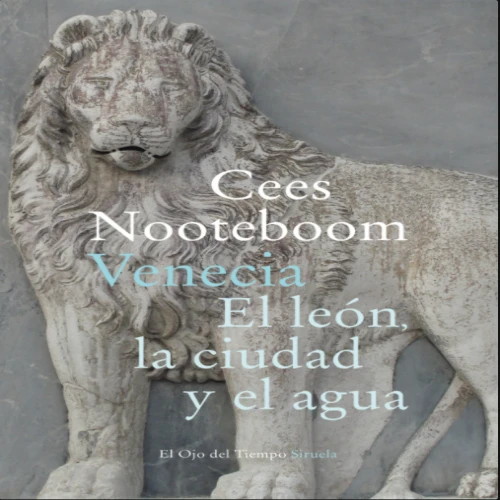 Cees
Nooteboom
Venecia
El león,
la ciudad
y el agua
El Ojo del Tiempo Siruela